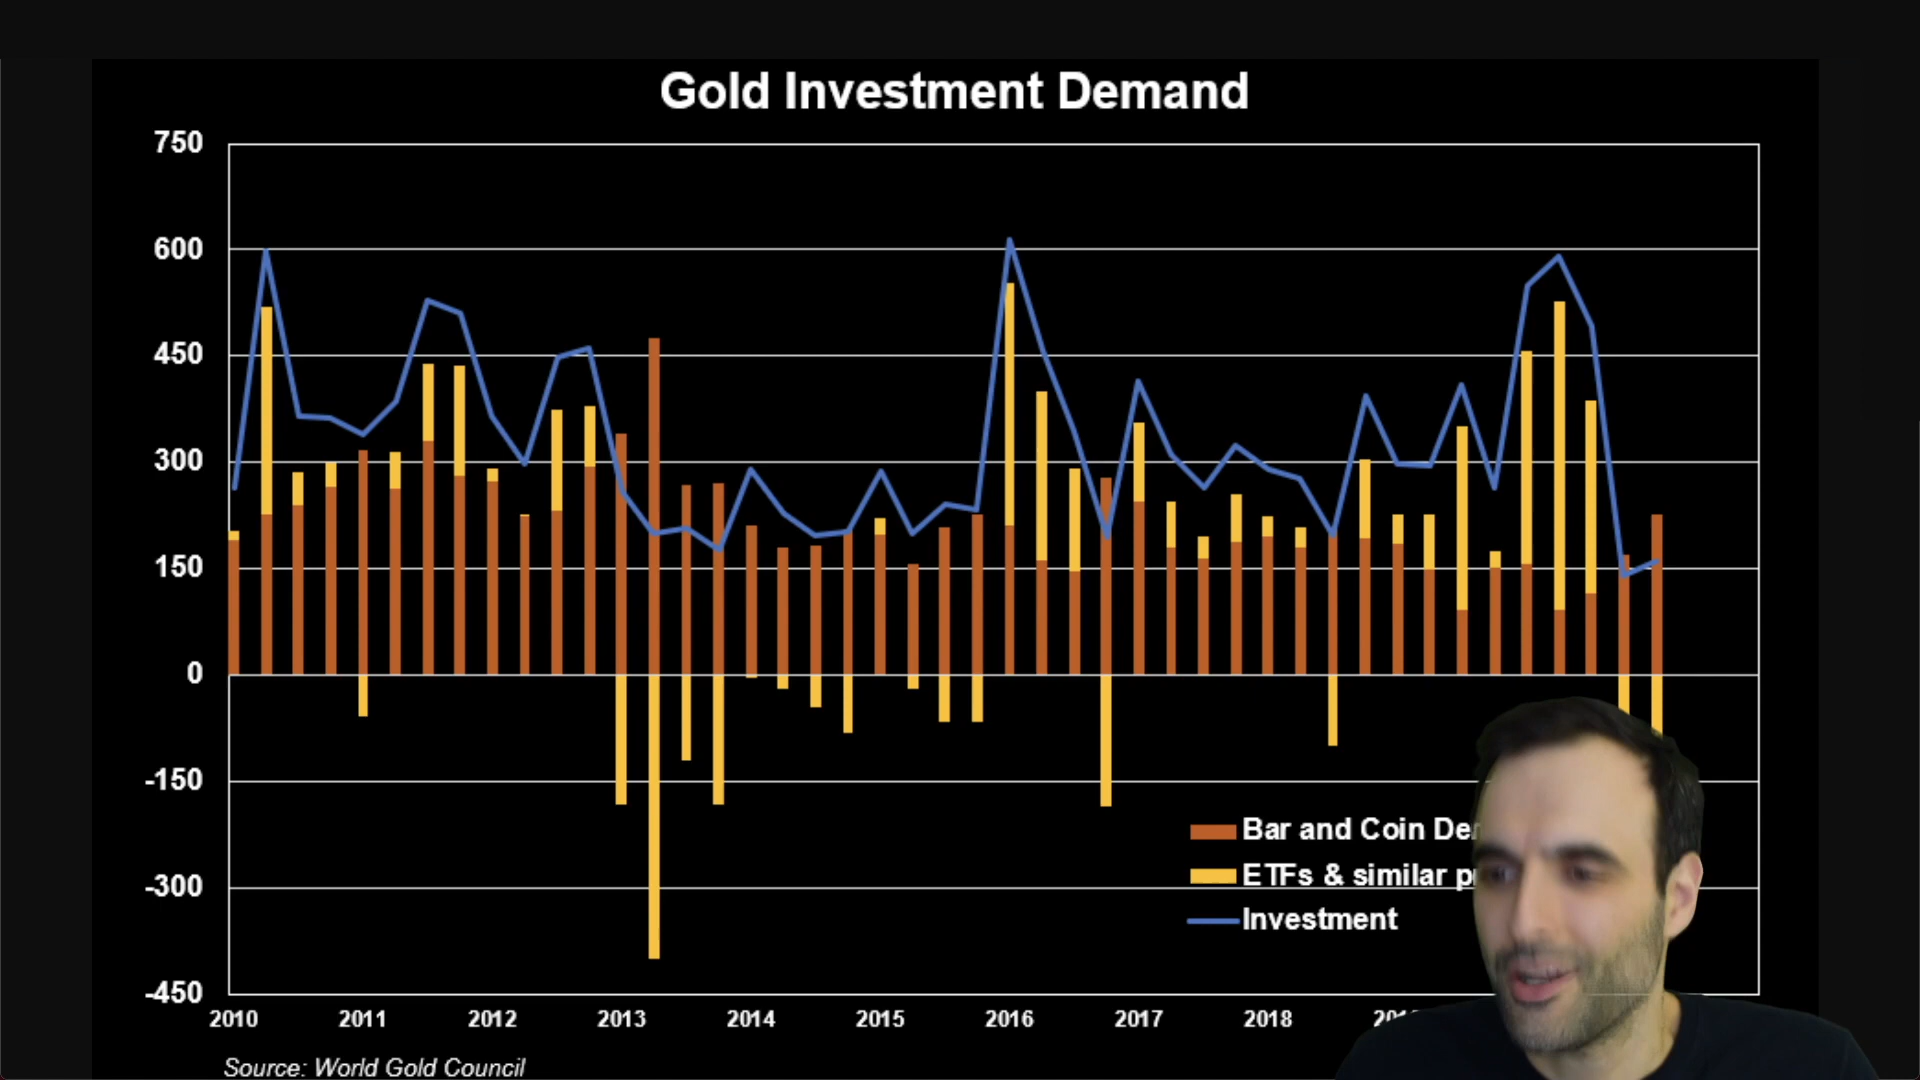 Gold Investment Demand
750
600
450
300
150
0
-150
-300
-450
Bar and Coin
ETFs & similar
Investment
2010 2011 2012 2013 2014 2015 2016 2017 2018
Source: World Gold Council